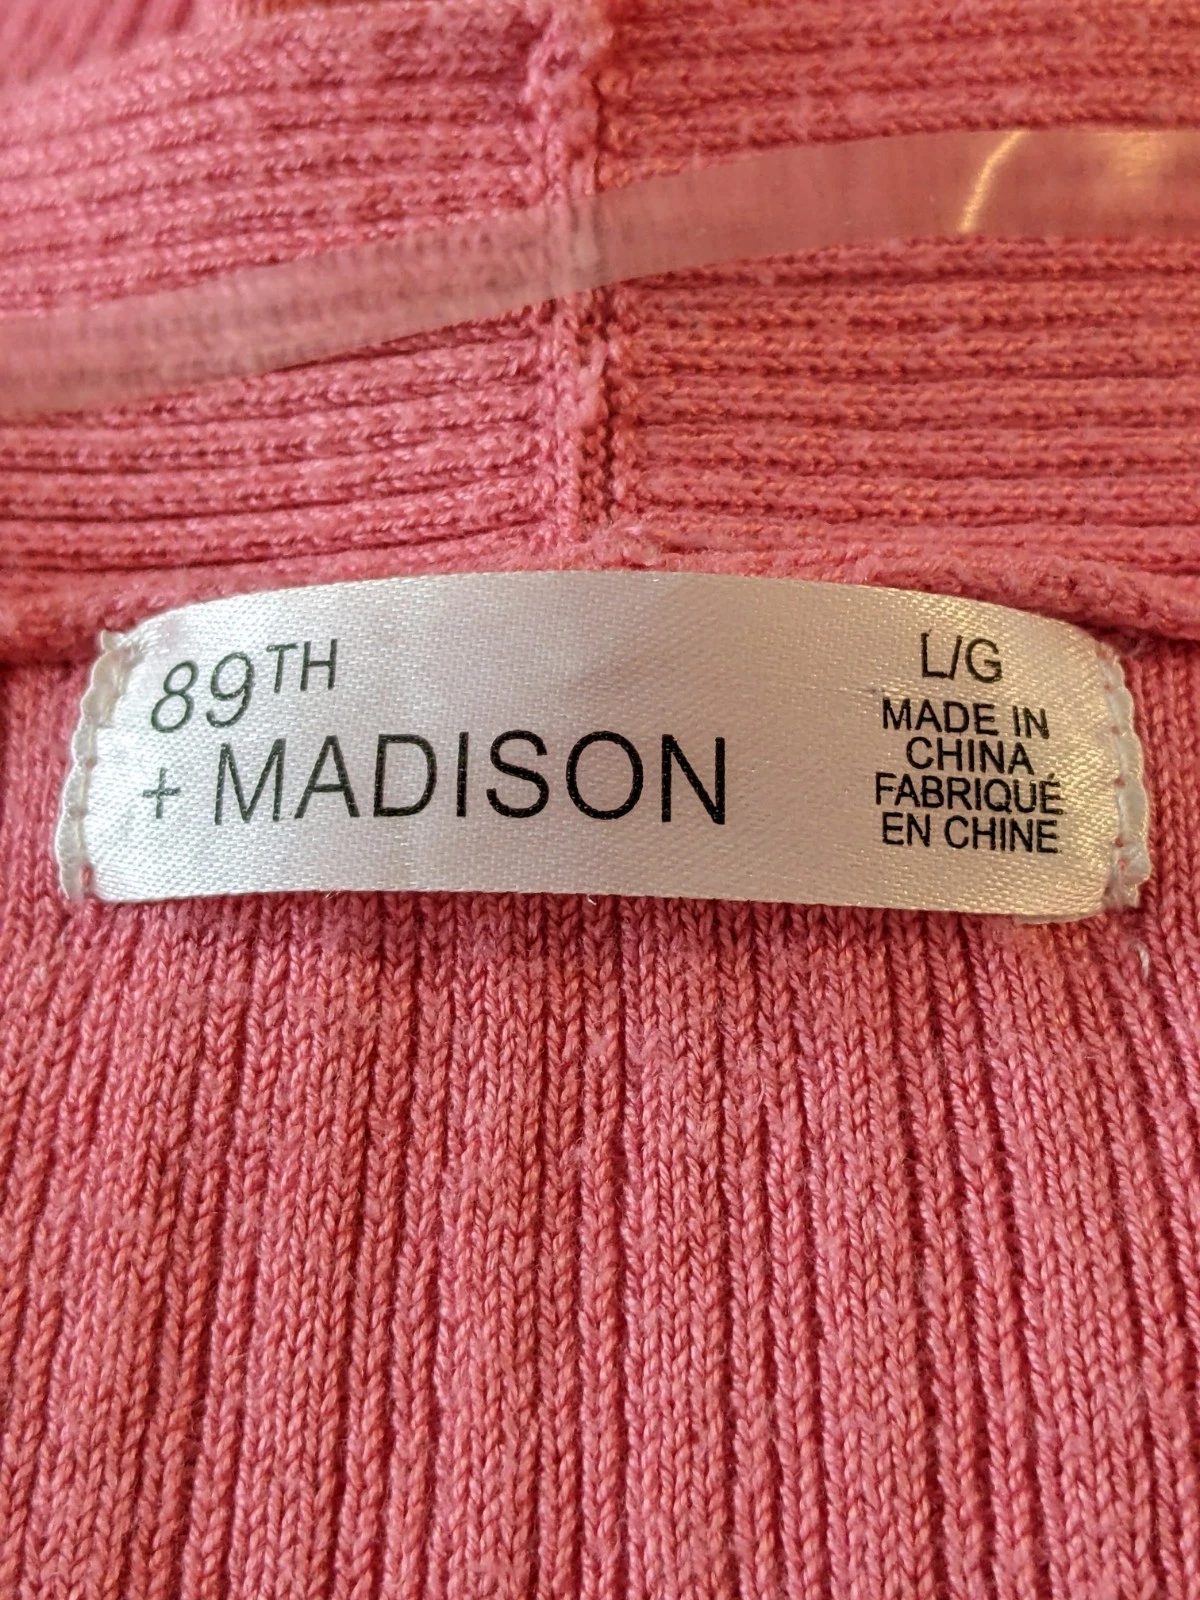 89TH
+ MADISON
L/G
MADE IN
CHINA
FABRIQUÉ
EN CHINE